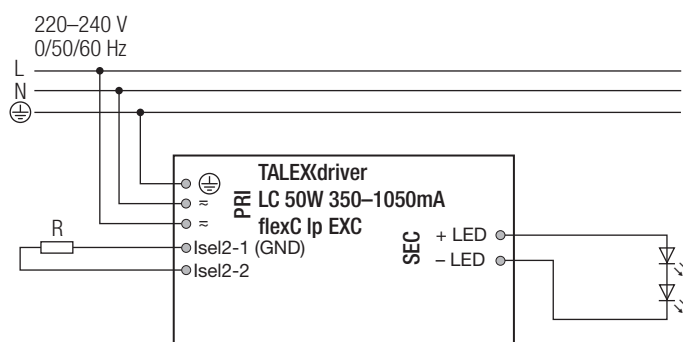 220–240 V
0/50/60 Hz
L
N
TALEXXdriver
LC 50W 350–1050mA
flexC lp EXC
PRI
≂
≂
R
Isel2-1 (GND)
Isel2-2
SEC
+ LED
– LED